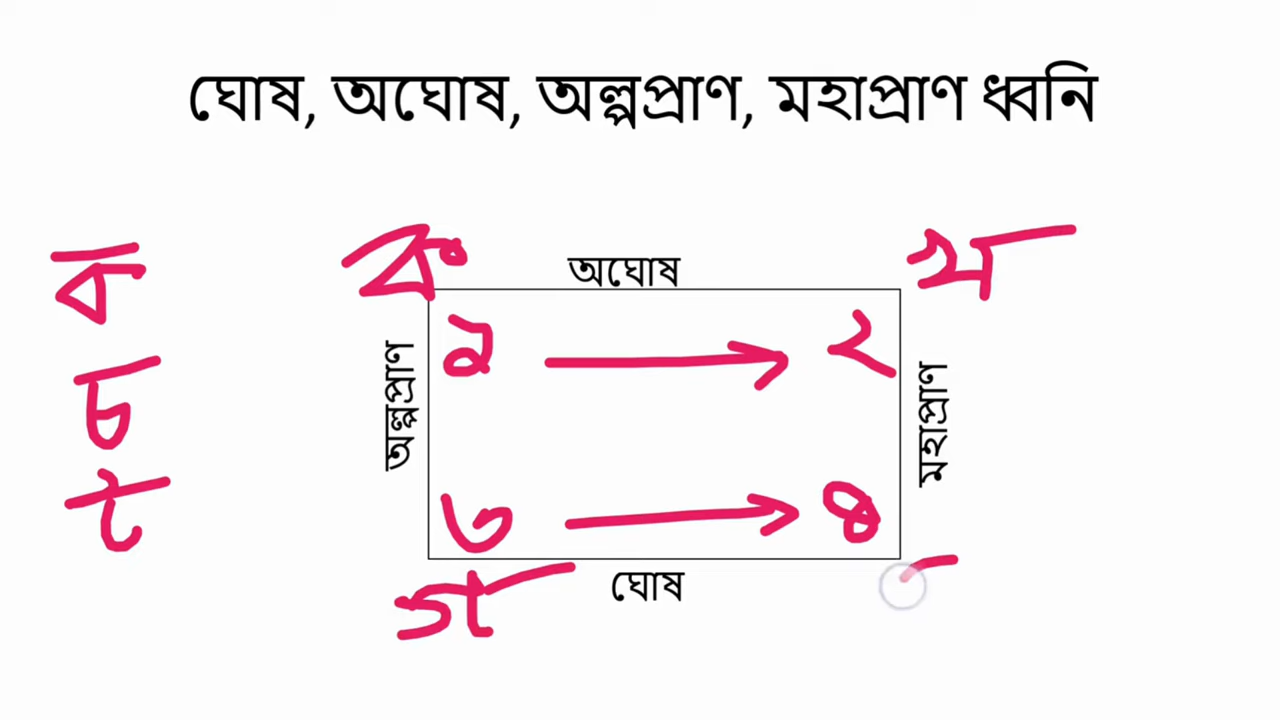 ঘোষ, অঘোষ, অল্পপ্রাণ, মহাপ্রাণ ধ্বনি
ক
ক
অঘোষ
খ
অল্পপ্রাণ
১
২
মহাপ্রাণ
চ
ট
৩
৪
গ
ঘোষ